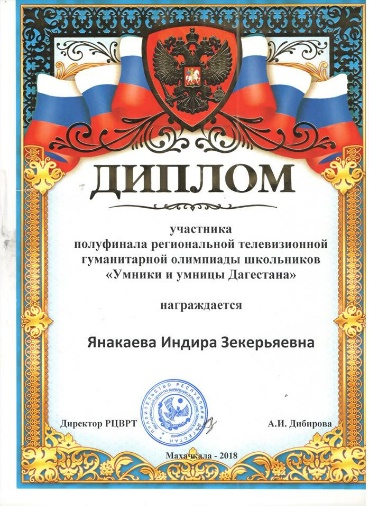 ДИПЛОМ
участника
полуфинала региональной телевизионной
гуманитарной олимпиады школьников
«Умники и умницы Дагестана»
награждается
Янакаева Индира Зекерьяевна
Директор РЦВРТ А.И. Дибирова
Махачкала - 2018